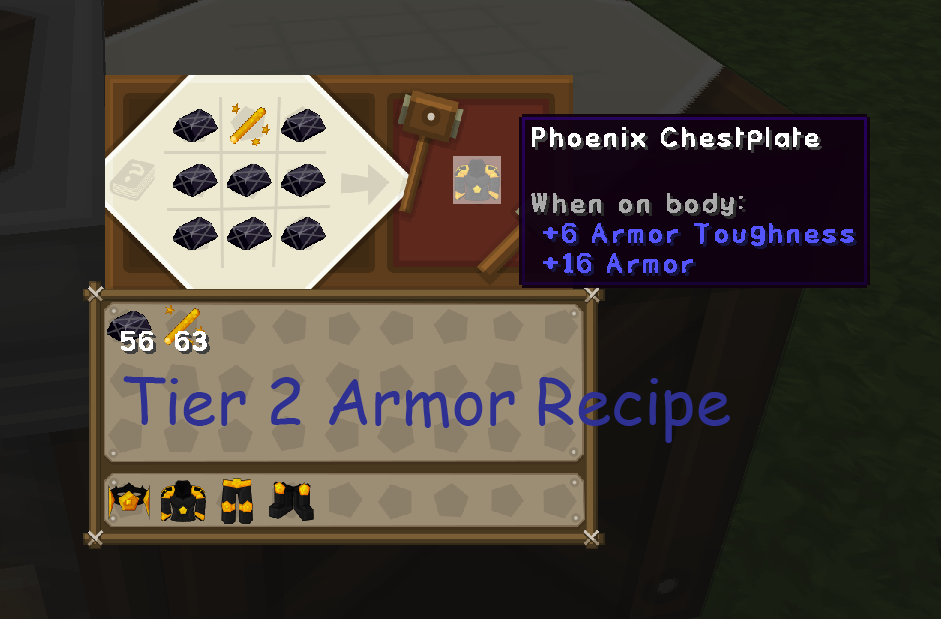 Phoenix Chestplate
When on body:
+6 Armor Toughness
+16 Armor
?
56 63
Tier 2 Armor Recipe